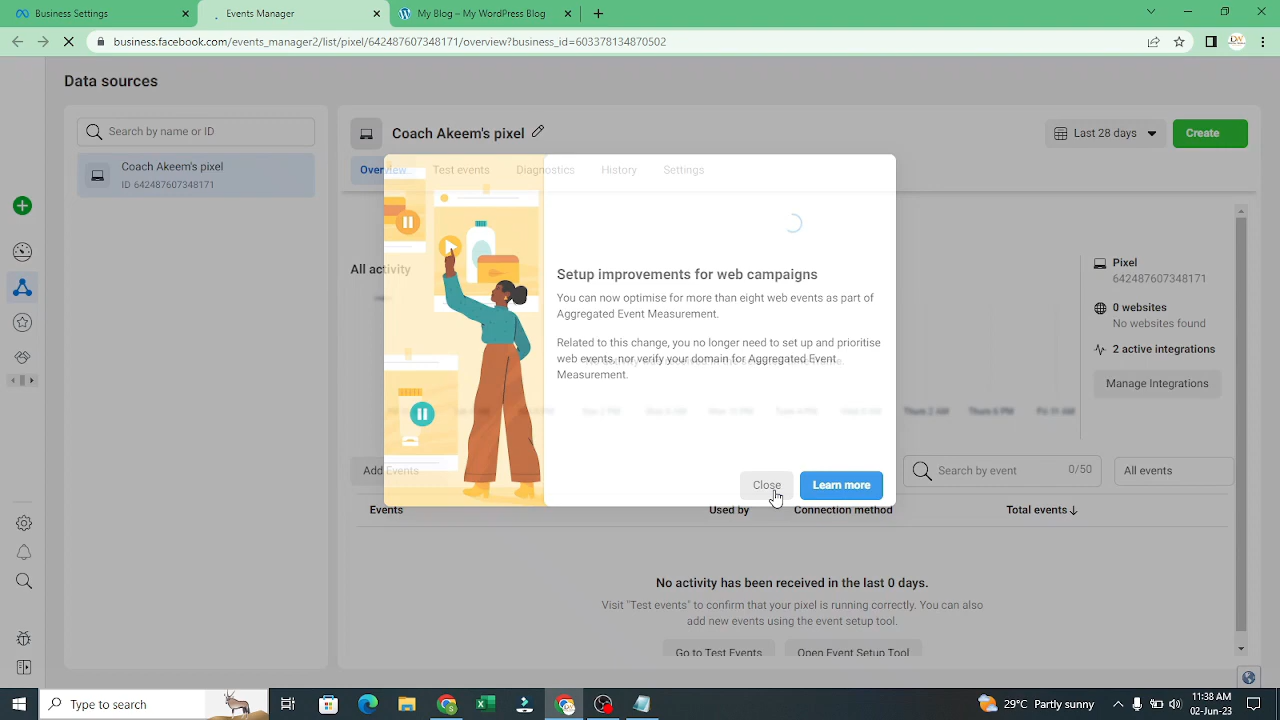 Business Settings
Events Manager
My Blog – My WordPress Blog
business.facebook.com/events_manager2/list/pixel/642487607348171/overview?business_id=603378134870502
Data sources
Search by name or ID
Coach Akeem's pixel
ID 642487607348171
Coach Akeem's pixel
Last 28 days
Create
Overview
Test events
Diagnostics
History
Settings
All activity
Setup improvements for web campaigns
You can now optimise for more than eight web events as part of
Aggregated Event Measurement.
Related to this change, you no longer need to set up and prioritise
web events, nor verify your domain for Aggregated Event
Measurement.
Thurs 2 AM
Thurs 6 PM
Fri 11 AM
Pixel
642487607348171
0 websites
No websites found
2 active integrations
Manage Integrations
Add Events
Search by event
0/50
All events
Close
Learn more
Events
Used by
Connection method
Total events
No activity has been received in the last 0 days.
Visit "Test events" to confirm that your pixel is running correctly. You can also
add new events using the event setup tool.
Go to Test Events
Open Event Setup Tool
Type to search
29°C Partly sunny
11:38 AM
02-Jun-23